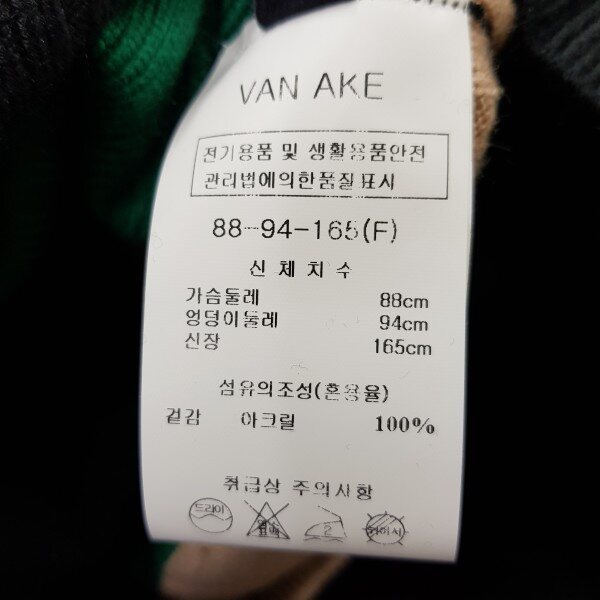 VAN AKE
전기용품 및 생활용품안전
관리법에의한품질표시
88-94-165(F)
신체치수
가슴둘레 88cm
엉덩이둘레 94cm
신장 165cm
섬유의조성(혼용율)
겉감 아크릴 100%
취급상 주의사항
드라이 2